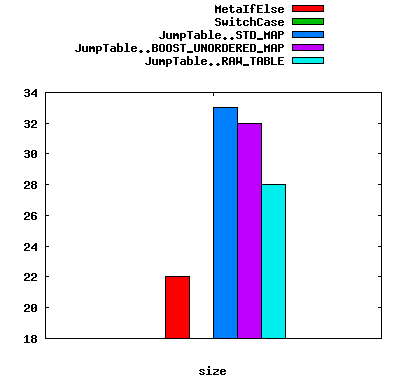 MetaIfElse
SwitchCase
JumpTable..STD_MAP
JumpTable..BOOST_UNORDERED_MAP
JumpTable..RAW_TABLE
34
32
30
28
26
24
22
20
18
size